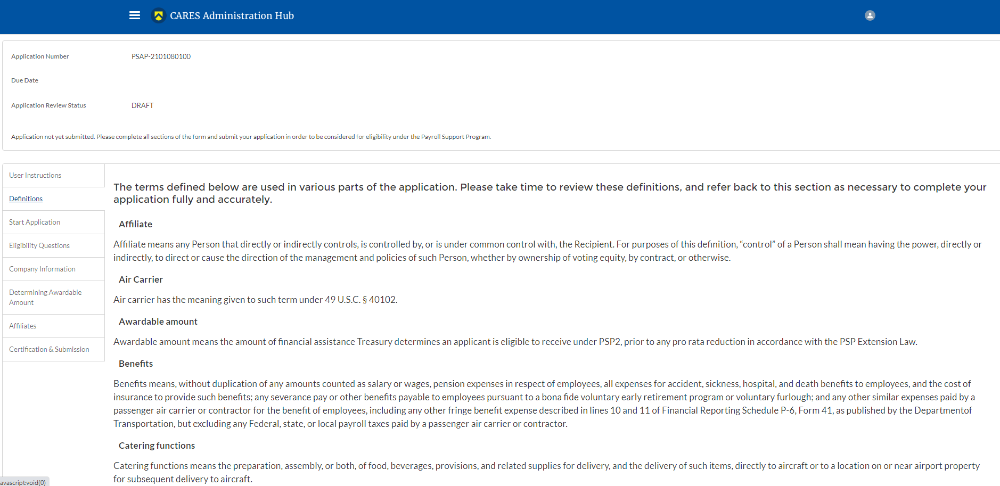 CARES Administration Hub
Application Number PSAP-2101080100
Due Date
Application Review Status DRAFT
Application not yet submitted. Please complete all sections of the form and submit your application in order to be considered for eligibility under the Payroll Support Program.
User Instructions
Definitions
Start Application
Eligibility Questions
Company Information
Determining Awardable
Amount
Affiliates
Certification & Submission
The terms defined below are used in various parts of the application. Please take time to review these definitions, and refer back to this section as necessary to complete your
application fully and accurately.
Affiliate
Affiliate means any Person that directly or indirectly controls, is controlled by, or is under common control with, the Recipient. For purposes of this definition, “control” of a Person shall mean having the power, directly or
indirectly, to direct or cause the direction of the management and policies of such Person, whether by ownership of voting equity, by contract, or otherwise.
Air Carrier
Air carrier has the meaning given to such term under 49 U.S.C. § 40102.
Awardable amount
Awardable amount means the amount of financial assistance Treasury determines an applicant is eligible to receive under PSP2, prior to any pro rata reduction in accordance with the PSP Extension Law.
Benefits
Benefits means, without duplication of any amounts counted as salary or wages, pension expenses in respect of employees, all expenses for accident, sickness, hospital, and death benefits to employees, and the cost of
insurance to provide such benefits; any severance pay or other benefits payable to employees pursuant to a bona fide voluntary early retirement program or voluntary furlough; and any other similar expenses paid by a
passenger air carrier or contractor for the benefit of employees, including any other fringe benefit expense described in lines 10 and 11 of Financial Reporting Schedule P-6, Form 41, as published by the Departmentof
Transportation, but excluding any Federal, state, or local payroll taxes paid by a passenger air carrier or contractor.
Catering functions
Catering functions means the preparation, assembly, or both, of food, beverages, provisions, and related supplies for delivery, and the delivery of such items, directly to aircraft or to a location on or near airport property
for subsequent delivery to aircraft.
avascript:void(0)